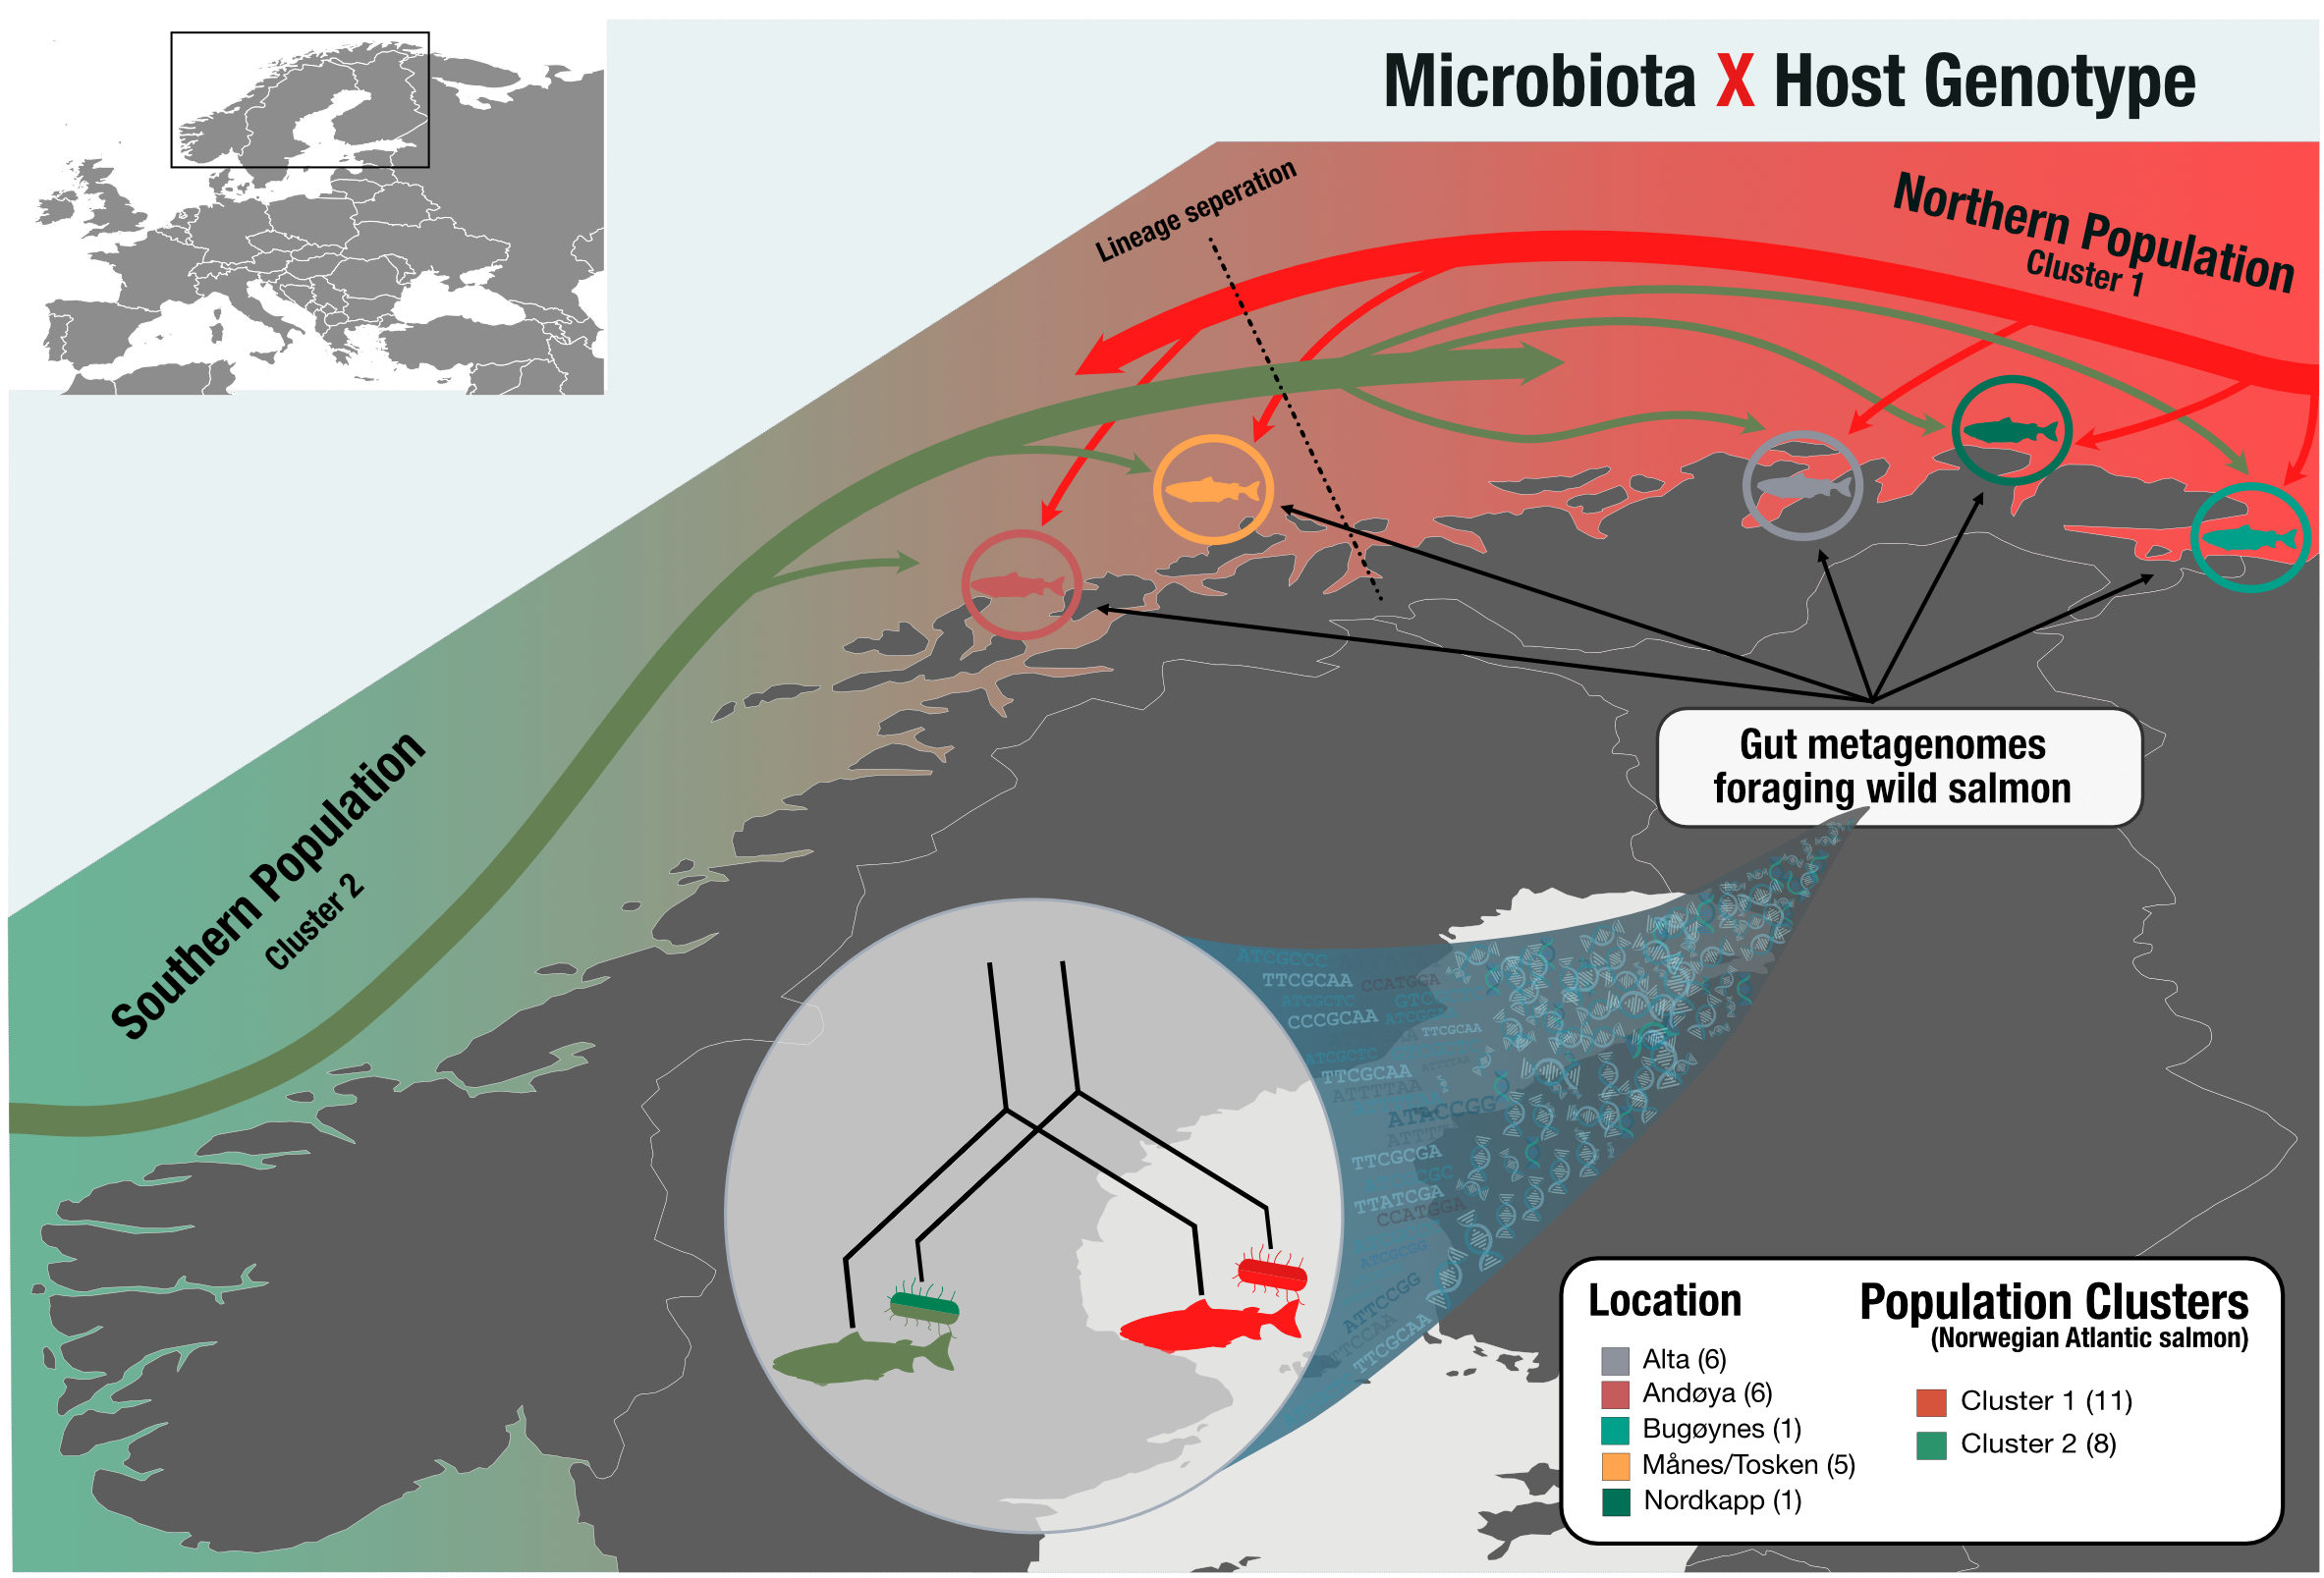 Microbiota X Host Genotype
Lineage seperation
Northern Population
Cluster 1
Southern Population
Cluster 2
Gut metagenomes
foraging wild salmon
ATCGCCC
TTCGCAA
CCATGGA
ATCGCTC
CCCGCAA
TTCGCAA
ATCGCTC
TTCGCAA
ATTTTAA
ATACCGG
TTCGCGA
TTATCGA
CCATGGA
ATCGCGG
ATTCCGG
TTCGCAA
Location
Alta (6)
Andøya (6)
Bugøynes (1)
Månes/Tosken (5)
Nordkapp (1)
Population Clusters
(Norwegian Atlantic salmon)
Cluster 1 (11)
Cluster 2 (8)